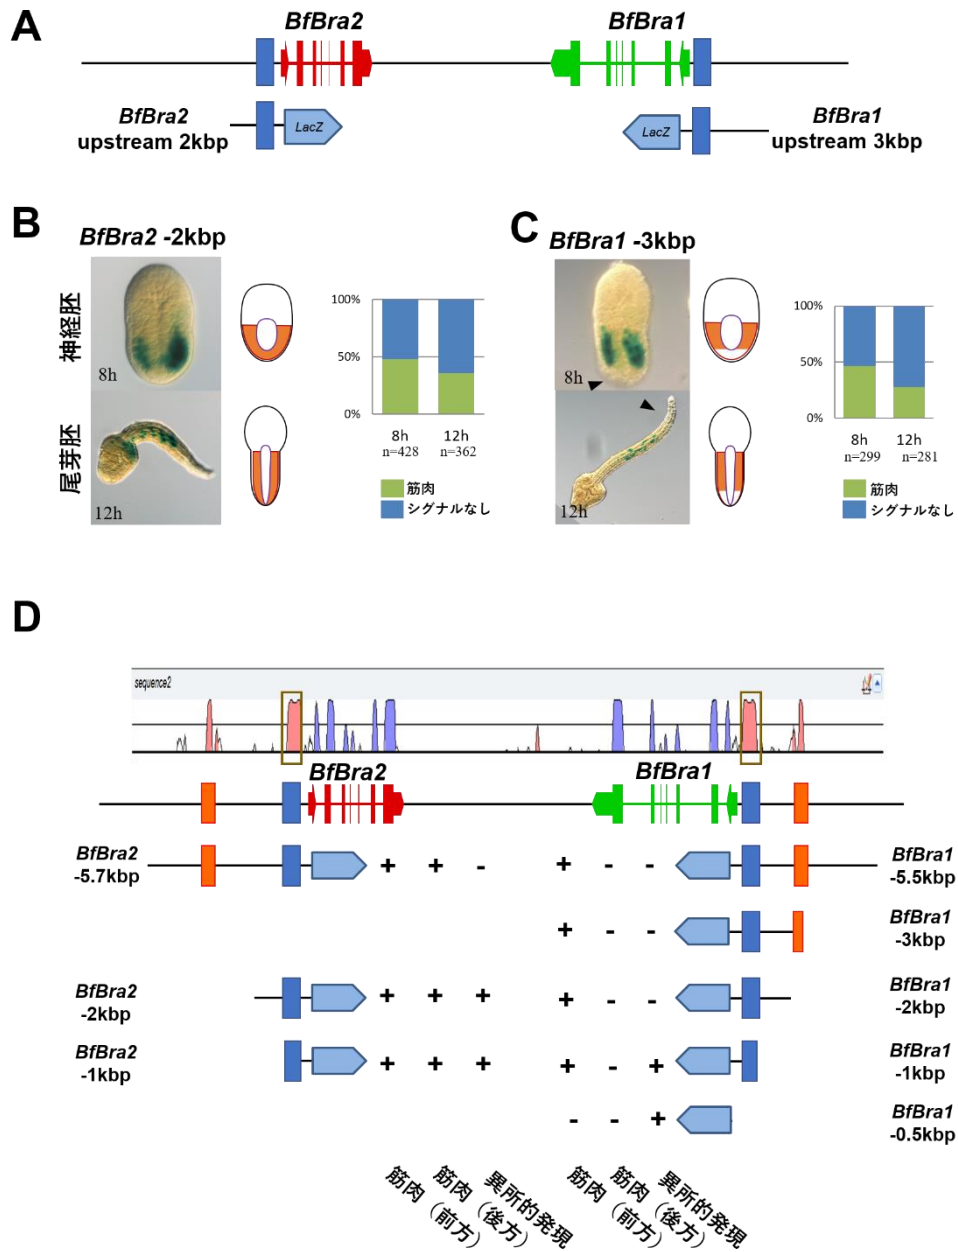 A
BfBra2
BfBra1
BfBra2
upstream 2kbp
LacZ
LacZ
BfBra1
upstream 3kbp
B
BfBra2 -2kbp
神経胚
8h
尾芽胚
12h
100%
50%
0%
8h
12h
n=428
n=362
筋肉
シグナルなし
C
BfBra1 -3kbp
8h
12h
100%
50%
0%
8h
12h
n=299
n=281
筋肉
シグナルなし
D
sequence2
BfBra2
BfBra1
BfBra2
-5.7kbp
+ + - + - -
BfBra1
-5.5kbp
+ - -
BfBra1
-3kbp
BfBra2
-2kbp
+ + + + - -
BfBra1
-2kbp
BfBra2
-1kbp
+ + + + - +
BfBra1
-1kbp
- - +
BfBra1
-0.5kbp
筋肉（前方）
筋肉（後方）
異所的発現
筋肉（前方）
筋肉（後方）
異所的発現